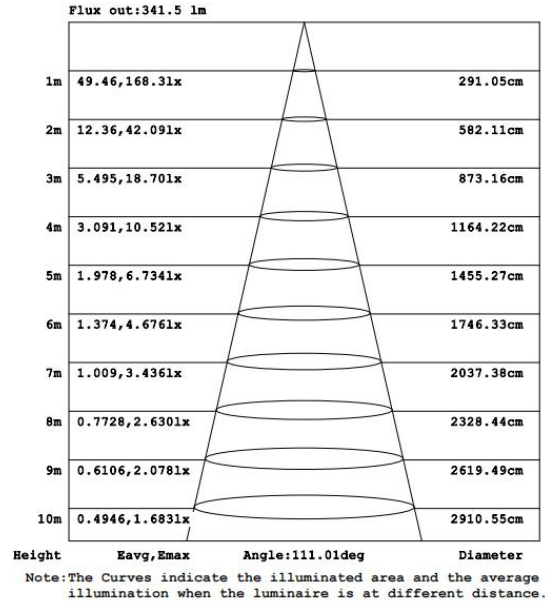 Flux out:341.5 lm
1m 49.46,168.3lx 291.05cm
2m 12.36,42.09lx 582.11cm
3m 5.495,18.70lx 873.16cm
4m 3.091,10.52lx 1164.22cm
5m 1.978,6.734lx 1455.27cm
6m 1.374,4.676lx 1746.33cm
7m 1.009,3.436lx 2037.38cm
8m 0.7728,2.630lx 2328.44cm
9m 0.6106,2.078lx 2619.49cm
10m 0.4946,1.683lx 2910.55cm
Height Eavg,Emax Angle:111.01deg Diameter
Note:The Curves indicate the illuminated area and the average
illumination when the luminaire is at different distance.